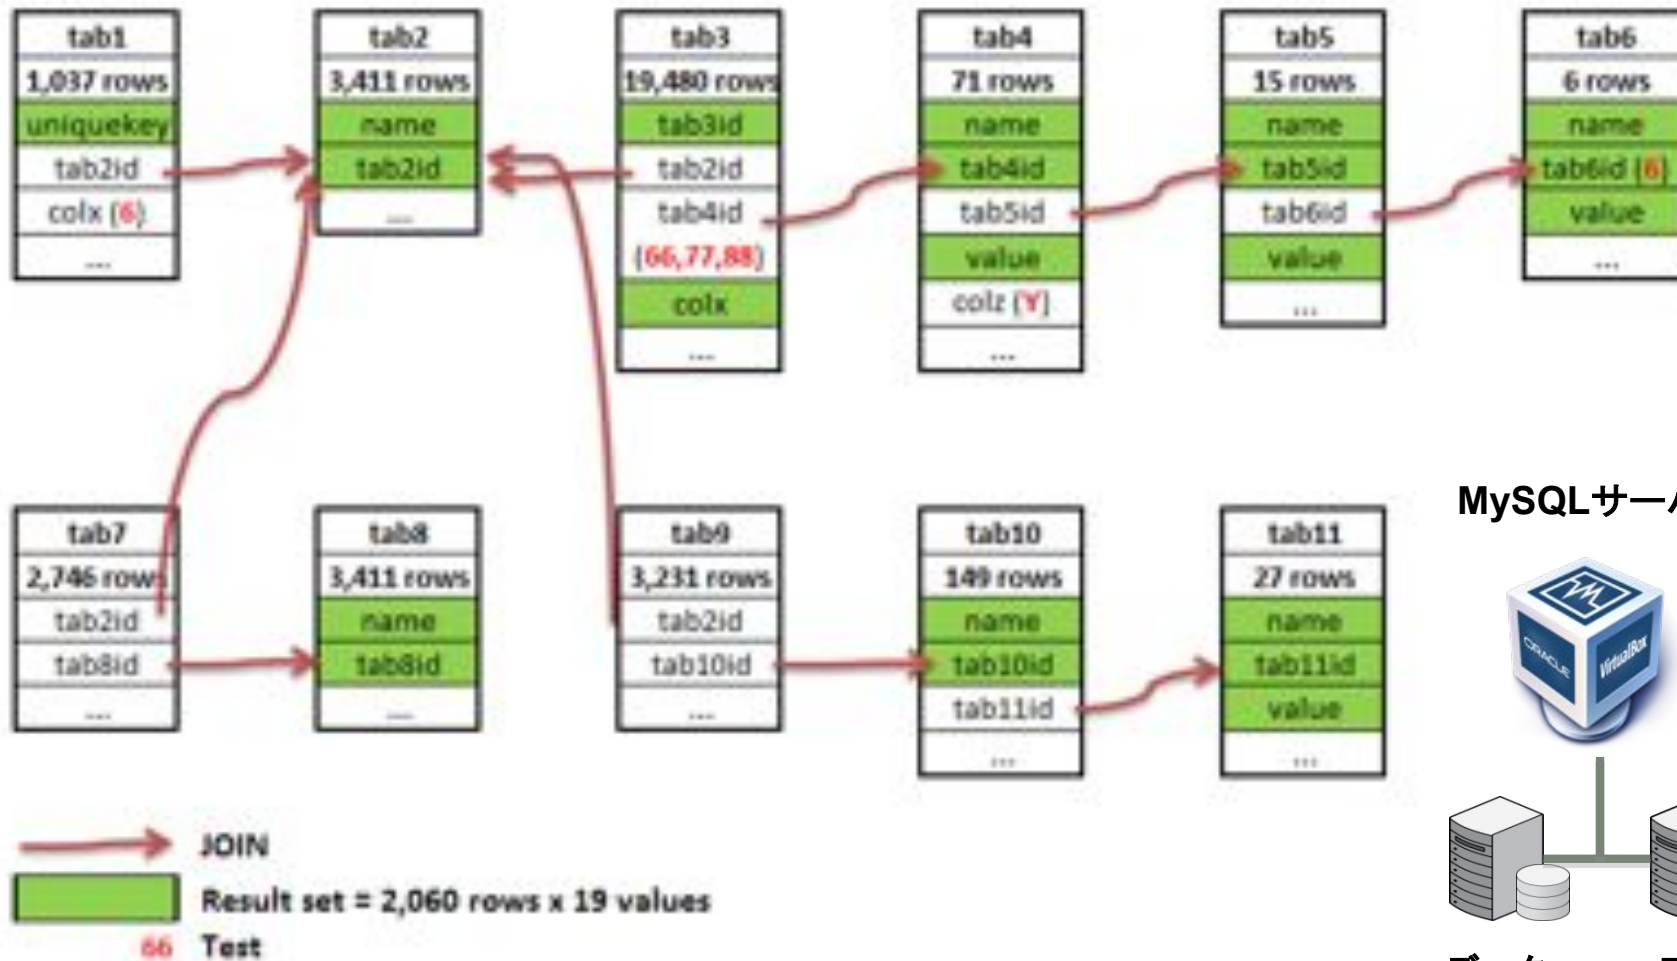 tab1
1,037 rows
uniquekey
tab2id
colx (6)
...
tab2
3,411 rows
name
tab2id
...
tab3
19,480 rows
tab3id
tab2id
tab4id
(66,77,88)
colx
...
tab4
71 rows
name
tab4id
tab5id
value
colz (Y)
...
tab5
15 rows
name
tab5id
tab6id
value
...
tab6
6 rows
name
tab6id (6)
value
...
tab7
2,746 rows
tab2id
tab8id
...
tab8
3,411 rows
name
tab8id
...
tab9
3,231 rows
tab2id
tab10id
...
tab10
149 rows
name
tab10id
tab11id
...
tab11
27 rows
name
tab11id
value
...
MySQLサー
ORACLE
VirtualBox
JOIN
Result set = 2,060 rows x 19 values
66 Test